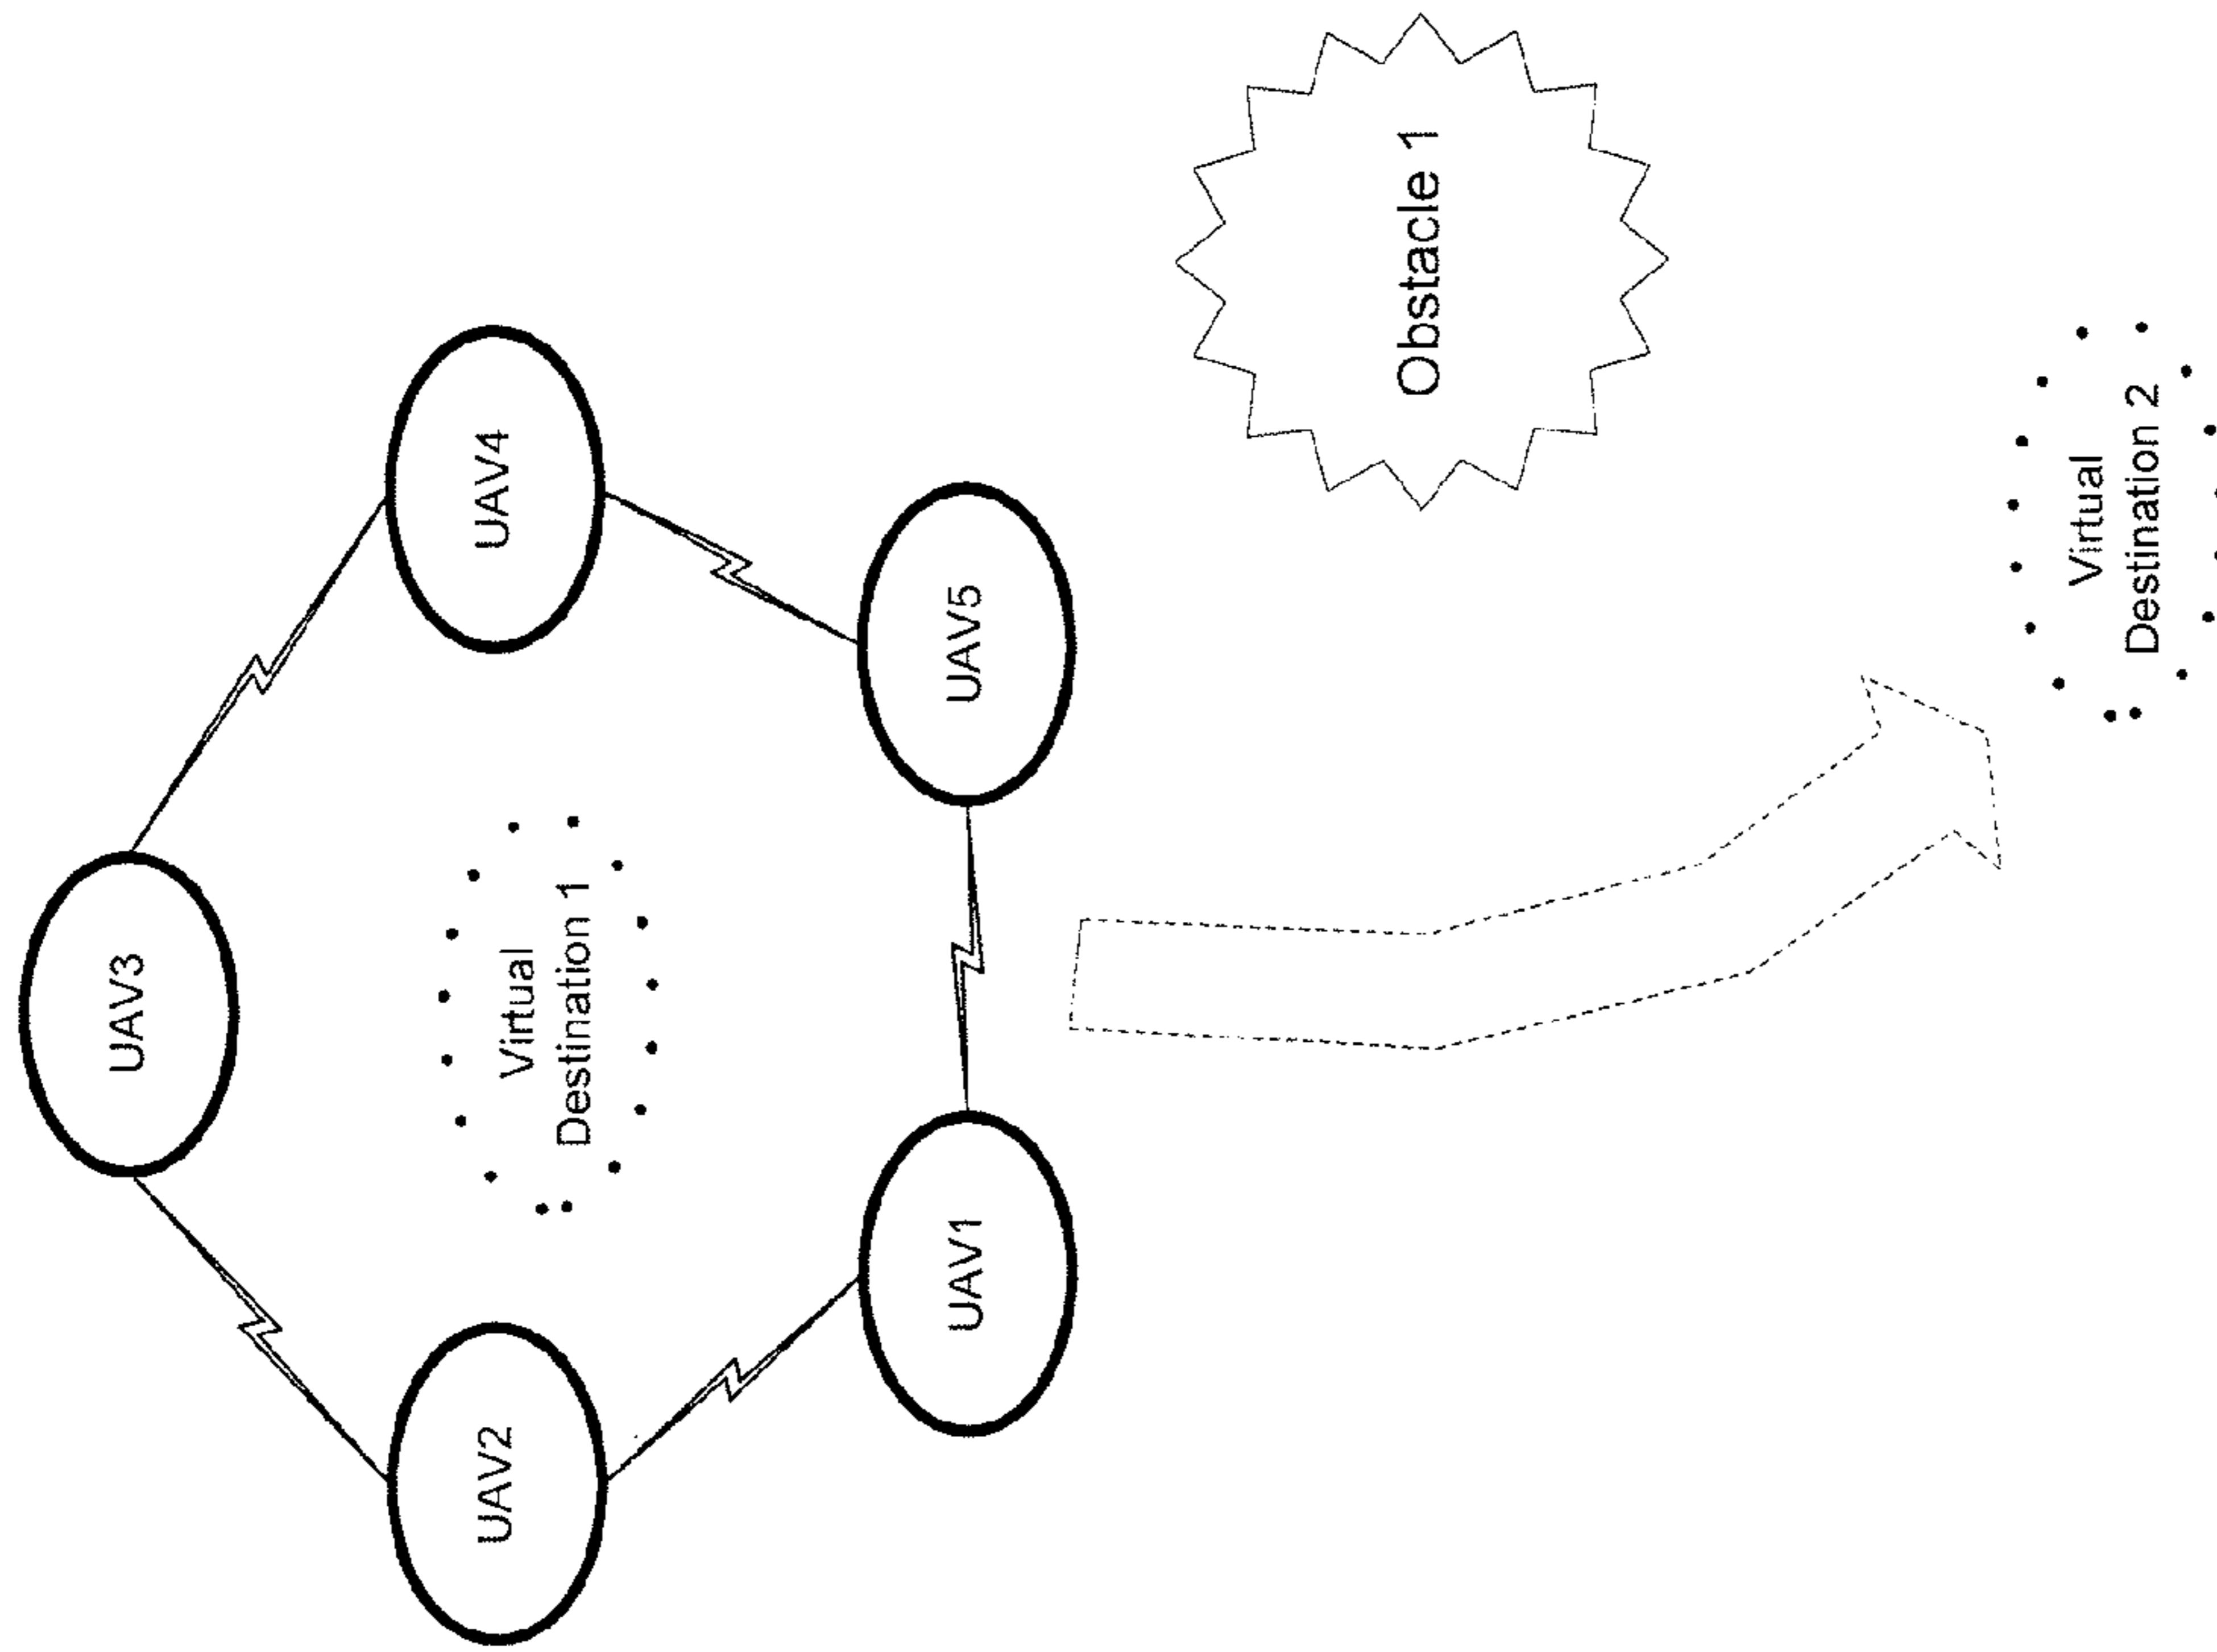 UAV2
UAV1
UAV3
Virtual
Destination 1
UAV4
UAV5
Obstacle 1
Virtual
Destination 2